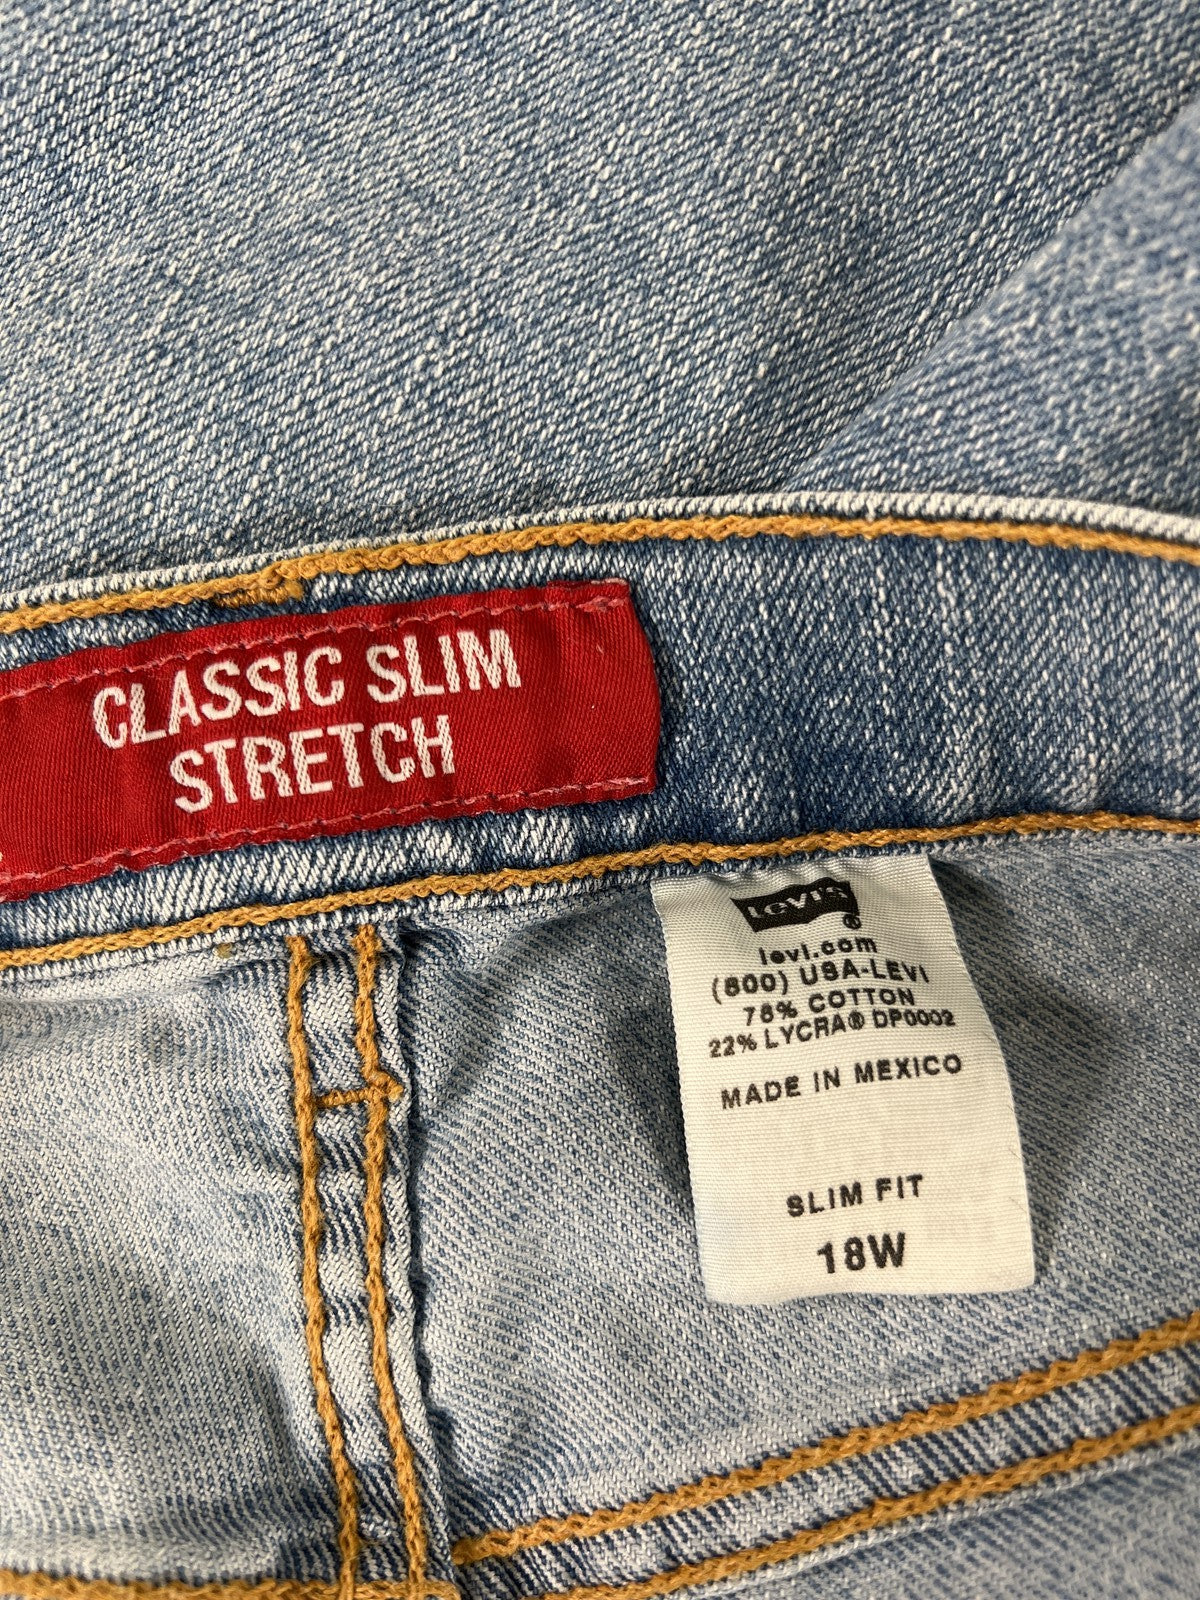 CLASSIC SLIM
STRETCH
LEVI'S®
levi.com
(800) USA-LEVI
78% COTTON
22% LYCRA® DP0002
MADE IN MEXICO
SLIM FIT
18W